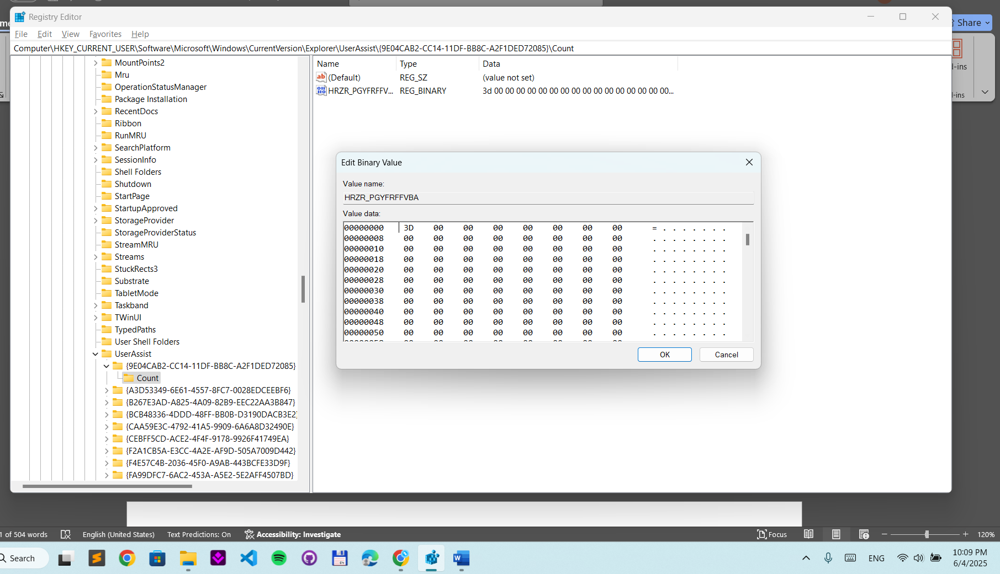 Registry Editor
Share
File Edit View Favorites Help
Computer\HKEY_CURRENT_USER\Software\Microsoft\Windows\CurrentVersion\Explorer\UserAssist\{9E04CAB2-CC14-11DF-BB8C-A2F1DED72085}\Count
MountPoints2
Mru
OperationStatusManager
Package Installation
RecentDocs
Ribbon
RunMRU
SearchPlatform
SessionInfo
Shell Folders
Shutdown
StartPage
StartupApproved
StorageProvider
StorageProviderStatus
StreamMRU
Streams
StuckRects3
Substrate
TabletMode
Taskband
TWinUI
TypedPaths
User Shell Folders
UserAssist
{9E04CAB2-CC14-11DF-BB8C-A2F1DED72085}
Count
{A3D53349-6E61-4557-8FC7-0028EDCEEBF6}
{B267E3AD-A825-4A09-82B9-EEC22AA3B847}
{BCB48336-4DDD-48FF-BB0B-D3190DACB3E2}
{CAA59E3C-4792-41A5-9909-6A6A8D32490E}
{CEBFF5CD-ACE2-4F4F-9178-9926F41749EA}
{F2A1CB5A-E3CC-4A2E-AF9D-505A7009D442}
{F4E57C4B-2036-45F0-A9AB-443BCFE33D9F}
{FA99DFC7-6AC2-453A-A5E2-5E2AFF4507BD}
Name Type Data
(Default) REG_SZ (value not set)
HRZR_PGYFRFFV... REG_BINARY 3d 00 00 00 00 00 00 00 00 00 00 00 00 00 00 00 00...
Edit Binary Value
Value name:
HRZR_PGYFRFFVBA
Value data:
00000000 3D 00 00 00 00 00 00 00 = . . . . . . .
00000008 00 00 00 00 00 00 00 00 . . . . . . . .
00000010 00 00 00 00 00 00 00 00 . . . . . . . .
00000018 00 00 00 00 00 00 00 00 . . . . . . . .
00000020 00 00 00 00 00 00 00 00 . . . . . . . .
00000028 00 00 00 00 00 00 00 00 . . . . . . . .
00000030 00 00 00 00 00 00 00 00 . . . . . . . .
00000038 00 00 00 00 00 00 00 00 . . . . . . . .
00000040 00 00 00 00 00 00 00 00 . . . . . . . .
00000048 00 00 00 00 00 00 00 00 . . . . . . . .
00000050 00 00 00 00 00 00 00 00 . . . . . . . .
OK Cancel
-ins
-ins
1 of 504 words English (United States) Text Predictions: On Accessibility: Investigate Focus 120%
Search ENG 10:09 PM
6/4/2025